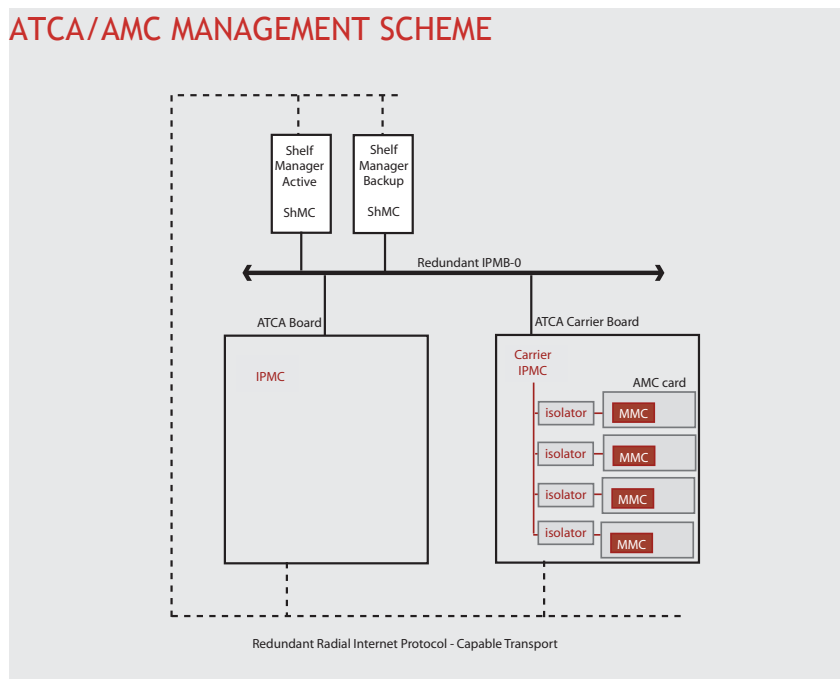 ATCA/AMC MANAGEMENT SCHEME
Shelf
Manager
Active
ShMC
Shelf
Manager
Backup
ShMC
Redundant IPMB-0
ATCA Board
IPMC
ATCA Carrier Board
Carrier
IPMC
AMC card
isolator
MMC
isolator
MMC
isolator
MMC
isolator
MMC
Redundant Radial Internet Protocol - Capable Transport